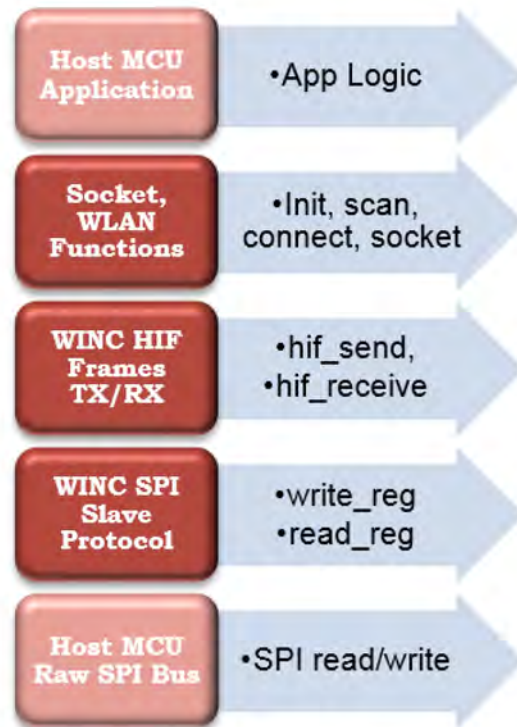 Host MCU
Application
•App Logic
Socket,
WLAN
Functions
•Init, scan,
connect, socket
WINC HIF
Frames
TX/RX
•hif_send,
•hif_receive
WINC SPI
Slave
Protocol
•write_reg
•read_reg
Host MCU
Raw SPI Bus
•SPI read/write